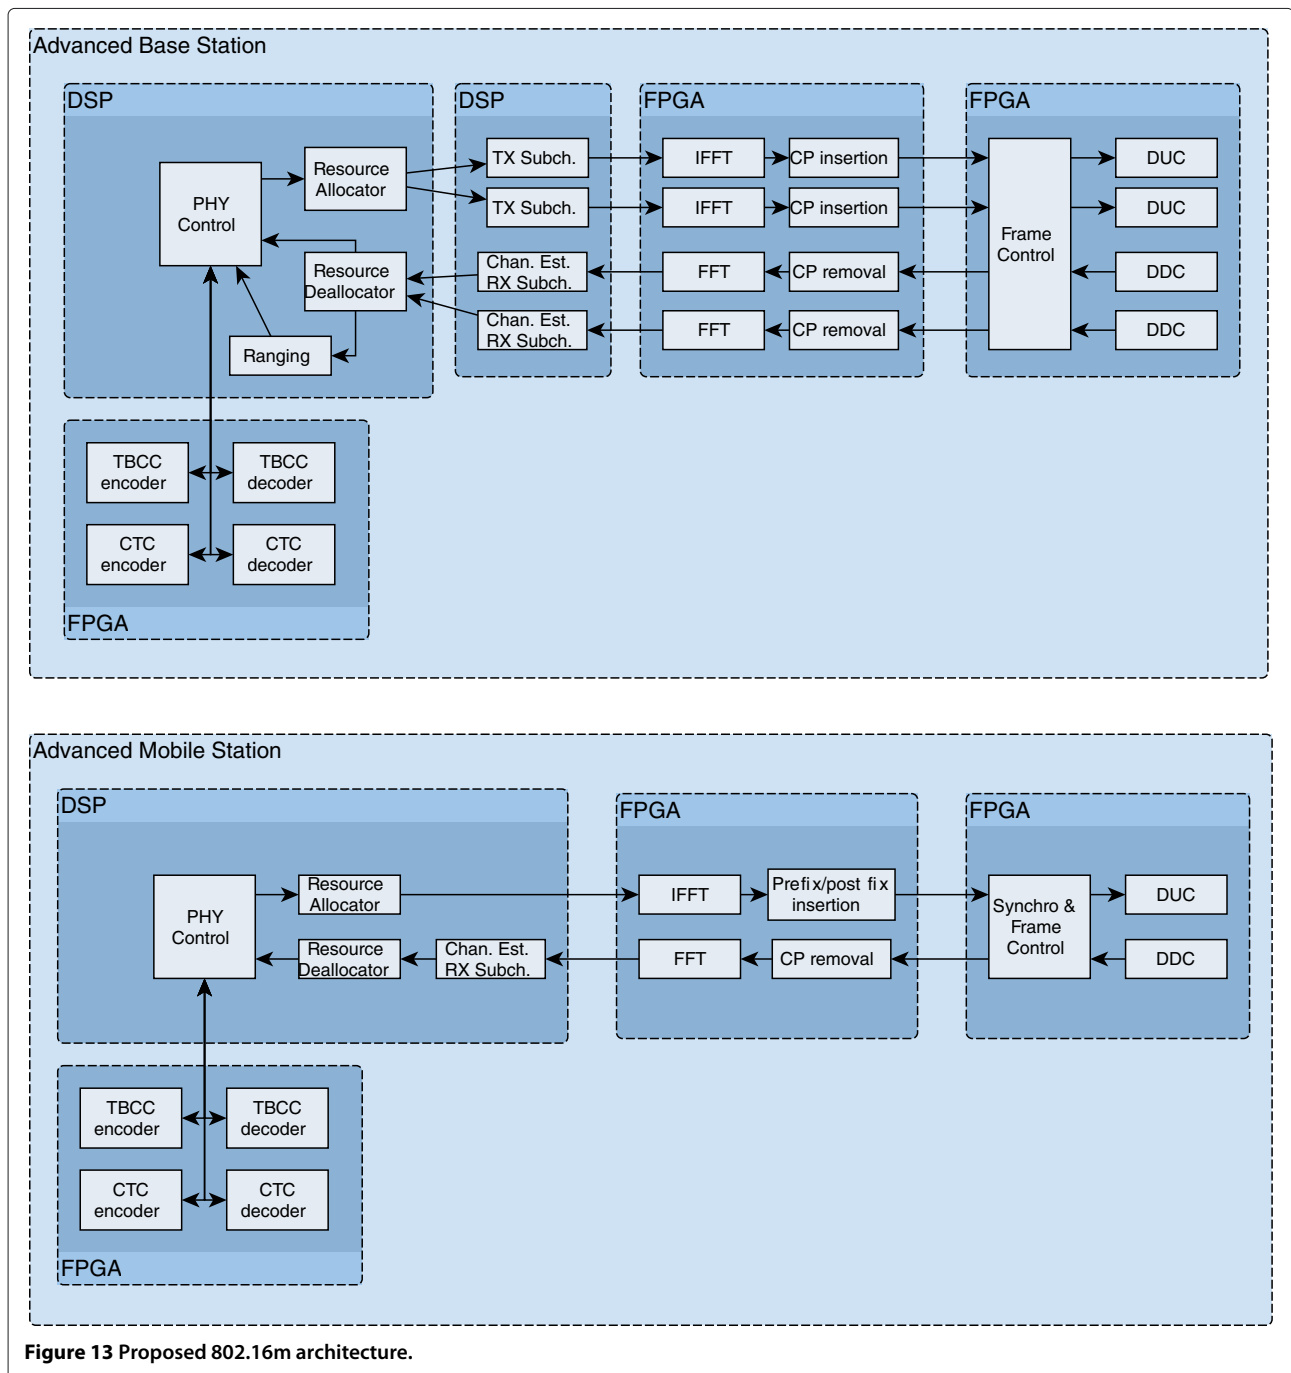 Advanced Base Station
DSP
DSP
FPGA
FPGA
PHY
Control
Resource
Allocator
TX Subch.
IFFT
CP insertion
DUC
TX Subch.
IFFT
CP insertion
DUC
Frame
Control
Resource
Deallocator
Chan. Est.
RX Subch.
FFT
CP removal
DDC
Chan. Est.
RX Subch.
FFT
CP removal
DDC
Ranging
TBCC
encoder
TBCC
decoder
CTC
encoder
CTC
decoder
FPGA
Advanced Mobile Station
DSP
FPGA
FPGA
PHY
Control
Resource
Allocator
IFFT
Prefix/post fix
insertion
Synchro &
Frame
Control
DUC
Resource
Deallocator
Chan. Est.
RX Subch.
FFT
CP removal
DDC
TBCC
encoder
TBCC
decoder
CTC
encoder
CTC
decoder
FPGA
Figure 13 Proposed 802.16m architecture.